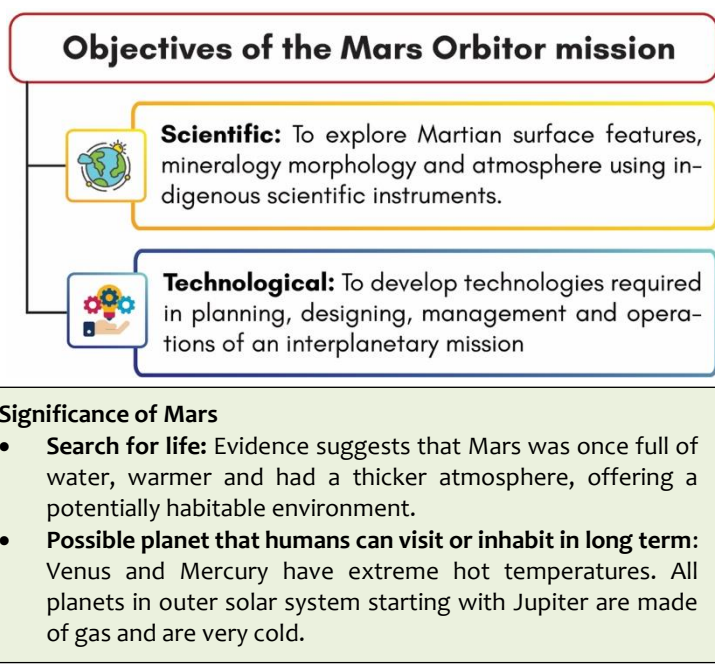 Objectives of the Mars Orbitor mission
Scientific: To explore Martian surface features,
mineralogy morphology and atmosphere using in-
digenous scientific instruments.
Technological: To develop technologies required
in planning, designing, management and opera-
tions of an interplanetary mission
Significance of Mars
• Search for life: Evidence suggests that Mars was once full of
water, warmer and had a thicker atmosphere, offering a
potentially habitable environment.
• Possible planet that humans can visit or inhabit in long term:
Venus and Mercury have extreme hot temperatures. All
planets in outer solar system starting with Jupiter are made
of gas and are very cold.